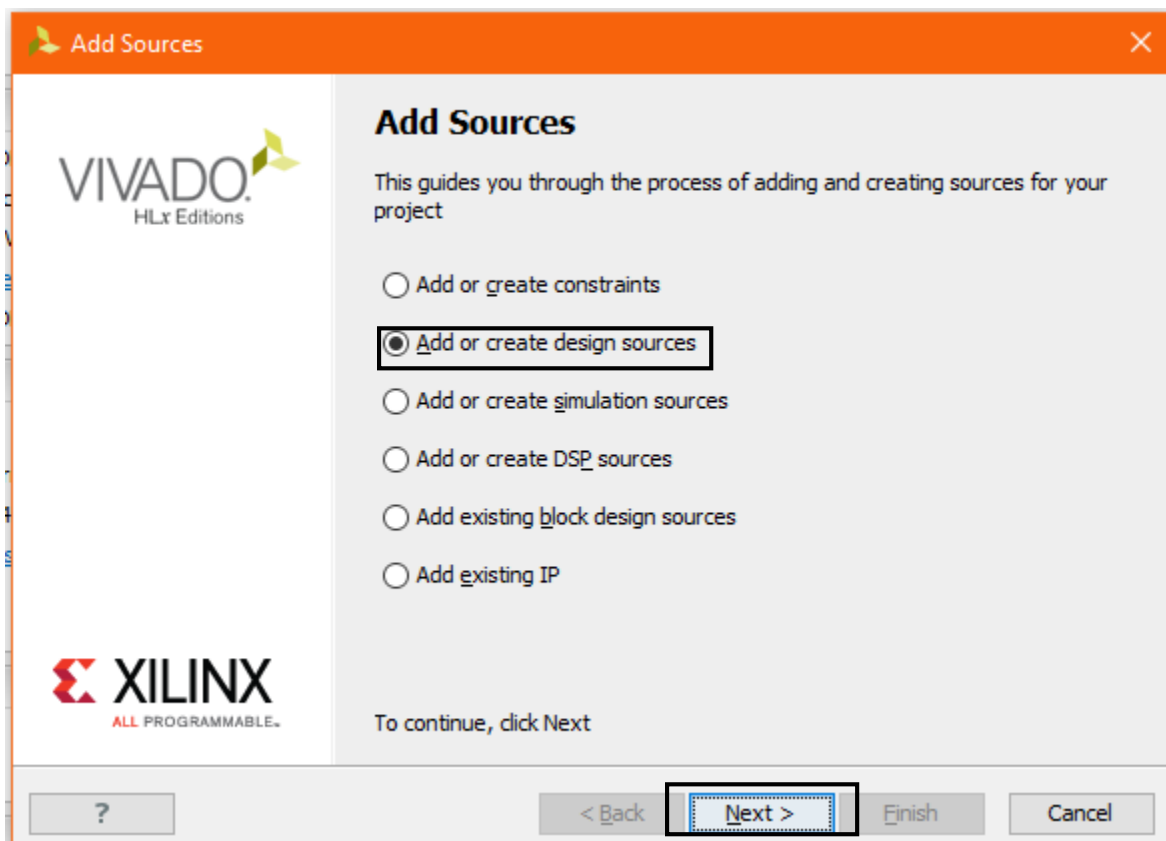 Add Sources
VIVADO.
HLx Editions
Add Sources
This guides you through the process of adding and creating sources for your
project
Add or create constraints
Add or create design sources
Add or create simulation sources
Add or create DSP sources
Add existing block design sources
Add existing IP
XILINX
ALL PROGRAMMABLE™
To continue, click Next
?
< Back
Next >
Finish
Cancel